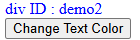 div ID : demo2
Change Text Color